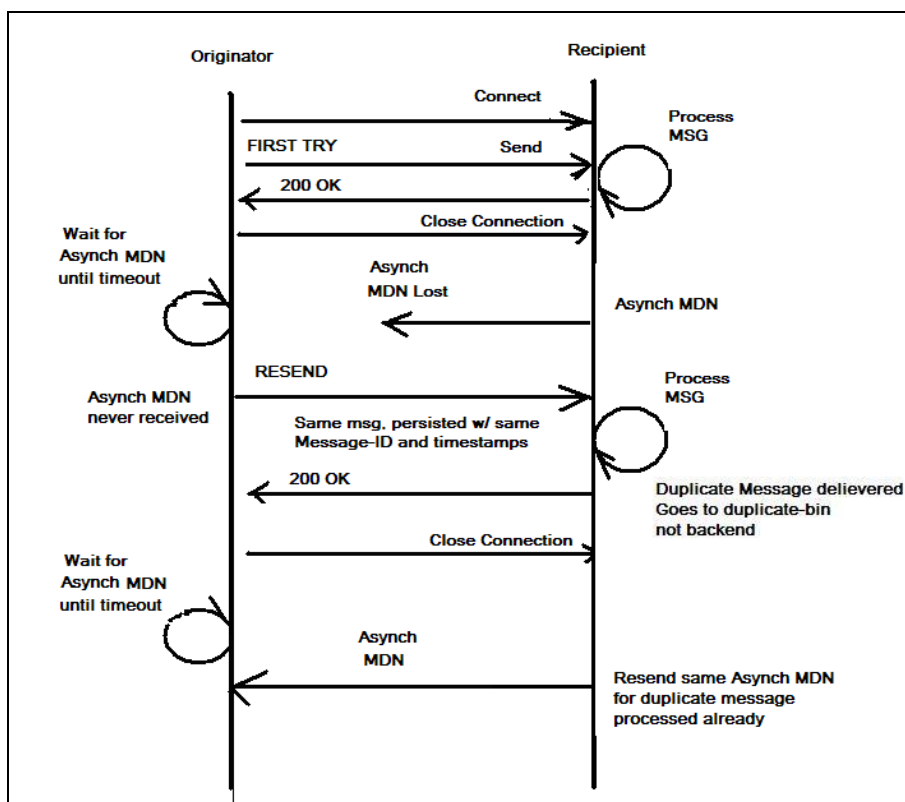 Originator
Recipient
Connect
Process
MSG
FIRST TRY
Send
200 OK
Close Connection
Wait for
Asynch MDN
until timeout
Asynch
MDN Lost
Asynch MDN
RESEND
Process
MSG
Asynch MDN
never received
Same msg, persisted w/ same
Message-ID and timestamps
200 OK
Duplicate Message delievered
Goes to duplicate-bin
not backend
Close Connection
Wait for
Asynch MDN
until timeout
Asynch
MDN
Resend same Asynch MDN
for duplicate message
processed already